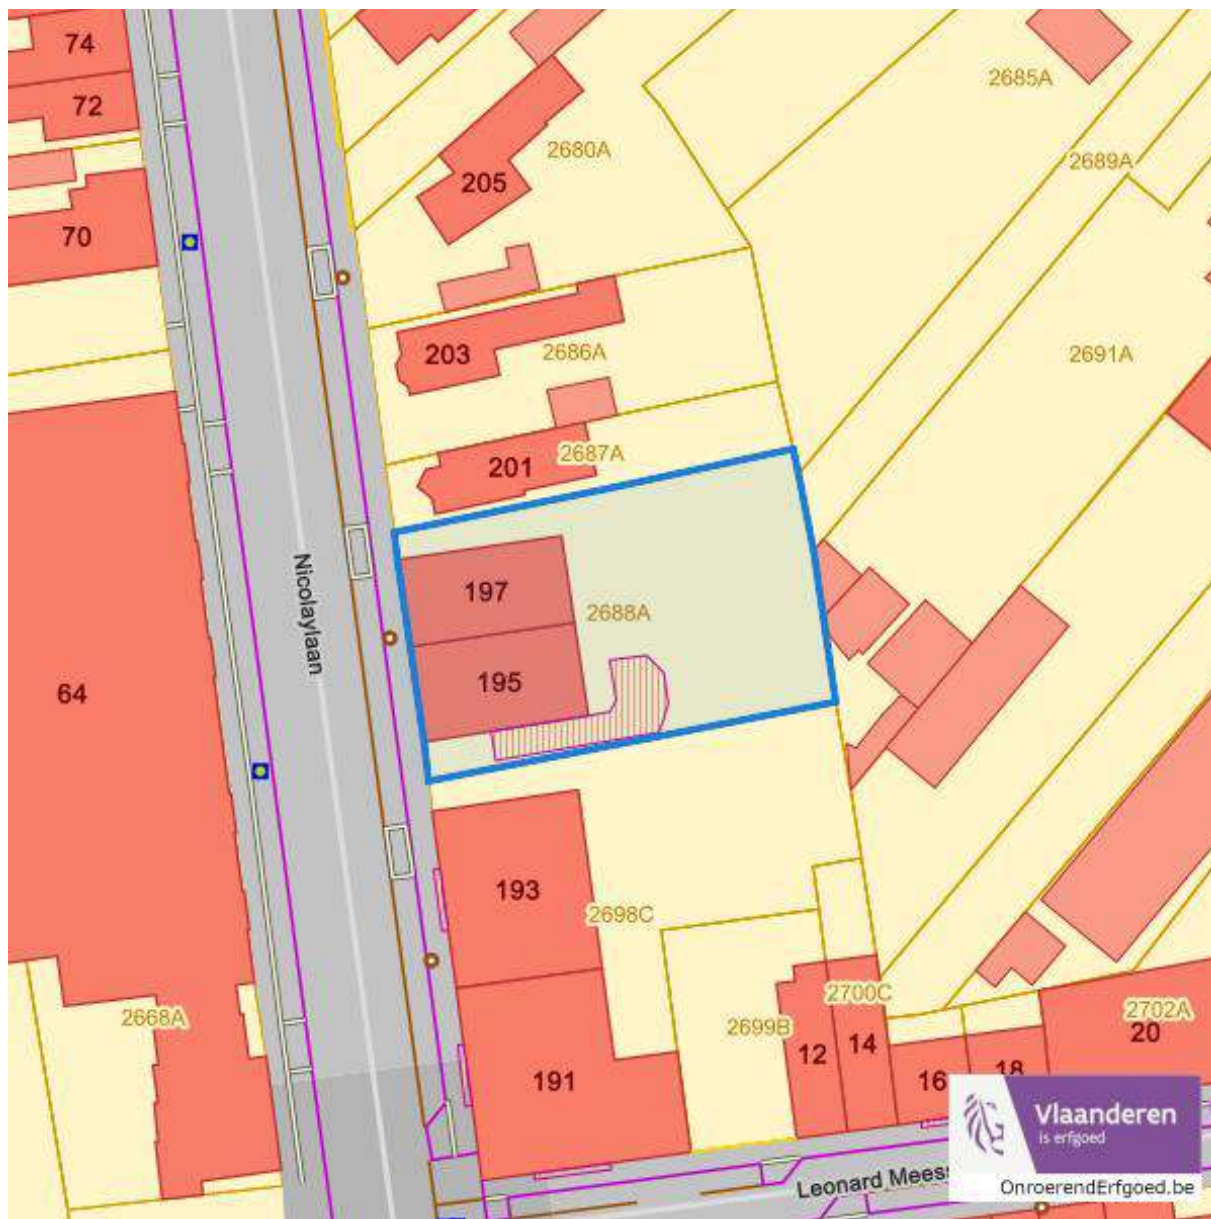 74
72
70
205
2680A
2685A
2689A
203
2686A
2691A
201
2687A
Nicolaylaan
197
2688A
195
64
193
2698C
2668A
191
2699B
2700C
2702A
12
14
16
18
20
Leonard Meess
Vlaanderen
is erfgoed
OnroerendErfgoed.be